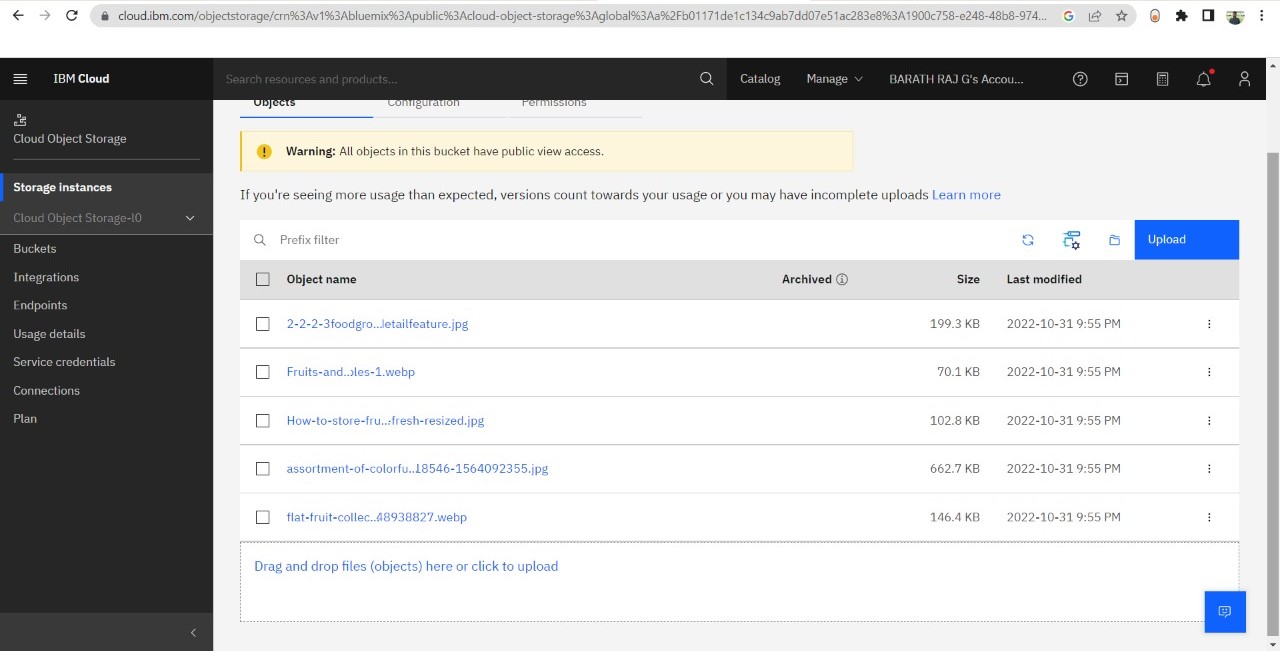 cloud.ibm.com/objectstorage/crn%3Av1%3Abluemix%3Apublic%3Acloud-object-storage%3Aglobal%3Aa%2Fb01171de1c134c9ab7dd07e51ac283e8%3A1900c758-e248-48b8-974...
IBM Cloud
Search resources and products...
Catalog
Manage
BARATH RAJ G's Accou...
Cloud Object Storage
Storage instances
Cloud Object Storage-l0
Buckets
Integrations
Endpoints
Usage details
Service credentials
Connections
Plan
Objects Configuration Permissions
Warning: All objects in this bucket have public view access.
If you're seeing more usage than expected, versions count towards your usage or you may have incomplete uploads Learn more
Prefix filter Upload
Object name Archived Size Last modified
2-2-2-3foodgro...etailfeature.jpg 199.3 KB 2022-10-31 9:55 PM
Fruits-and...les-1.webp 70.1 KB 2022-10-31 9:55 PM
How-to-store-fru...fresh-resized.jpg 102.8 KB 2022-10-31 9:55 PM
assortment-of-colorfu...18546-1564092355.jpg 662.7 KB 2022-10-31 9:55 PM
flat-fruit-collec...48938827.webp 146.4 KB 2022-10-31 9:55 PM
Drag and drop files (objects) here or click to upload